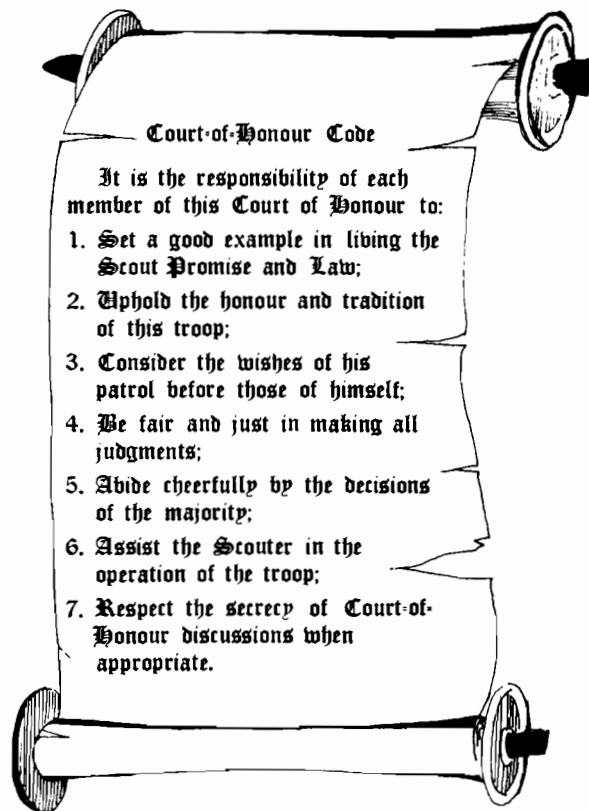 Court-of-Honour Code
It is the responsibility of each
member of this Court of Honour to:
1. Set a good example in living the
Scout Promise and Law;
2. Uphold the honour and tradition
of this troop;
3. Consider the wishes of his
patrol before those of himself;
4. Be fair and just in making all
judgments;
5. Abide cheerfully by the decisions
of the majority;
6. Assist the Scouter in the
operation of the troop;
7. Respect the secrecy of Court-of-
Honour discussions when
appropriate.